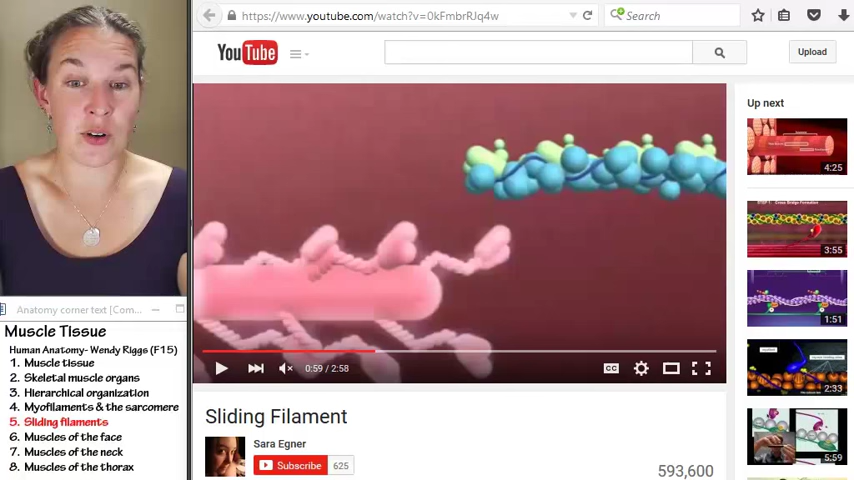 https://www.youtube.com/watch?v=0kFmbrRJq4w
Search
YouTube
Upload
Up next
4:25
3:55
1:51
2:33
5:59
0:59 / 2:58
CC
Sliding Filament
Sara Egner
Subscribe 625
593,600
Anatomy corner text [Com...
Muscle Tissue
Human Anatomy- Wendy Riggs (F15)
1. Muscle tissue
2. Skeletal muscle organs
3. Hierarchical organization
4. Myofilaments & the sarcomere
5. Sliding filaments
6. Muscles of the face
7. Muscles of the neck
8. Muscles of the thorax